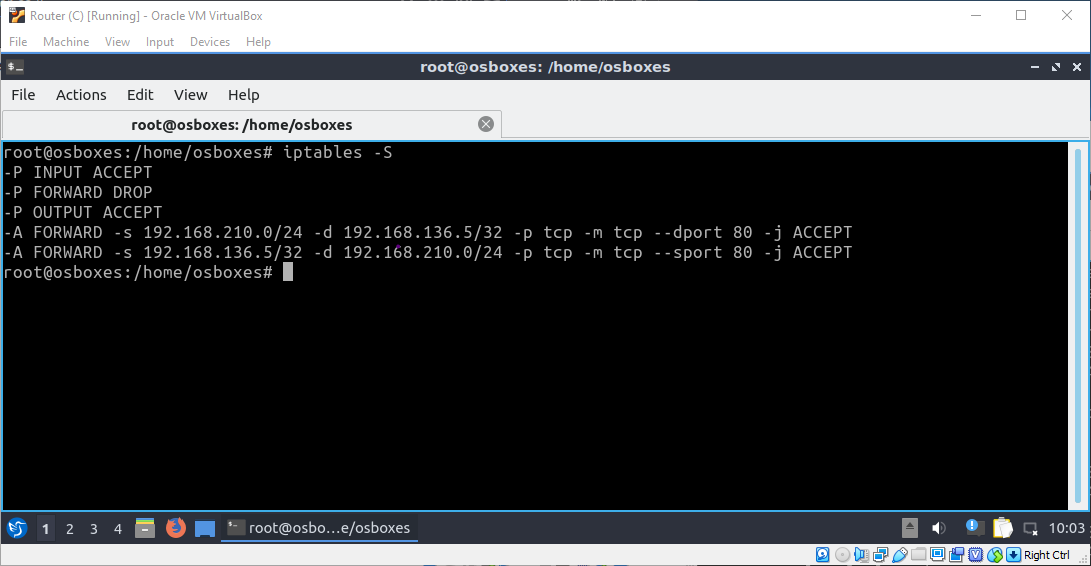 Router (C) [Running] - Oracle VM VirtualBox
File Machine View Input Devices Help
root@osboxes: /home/osboxes
File Actions Edit View Help
root@osboxes: /home/osboxes
root@osboxes:/home/osboxes# iptables -S
-P INPUT ACCEPT
-P FORWARD DROP
-P OUTPUT ACCEPT
-A FORWARD -s 192.168.210.0/24 -d 192.168.136.5/32 -p tcp -m tcp --dport 80 -j ACCEPT
-A FORWARD -s 192.168.136.5/32 -d 192.168.210.0/24 -p tcp -m tcp --sport 80 -j ACCEPT
root@osboxes:/home/osboxes#
1 2 3 4 root@osbo...e/osboxes 10:03
Right Ctrl